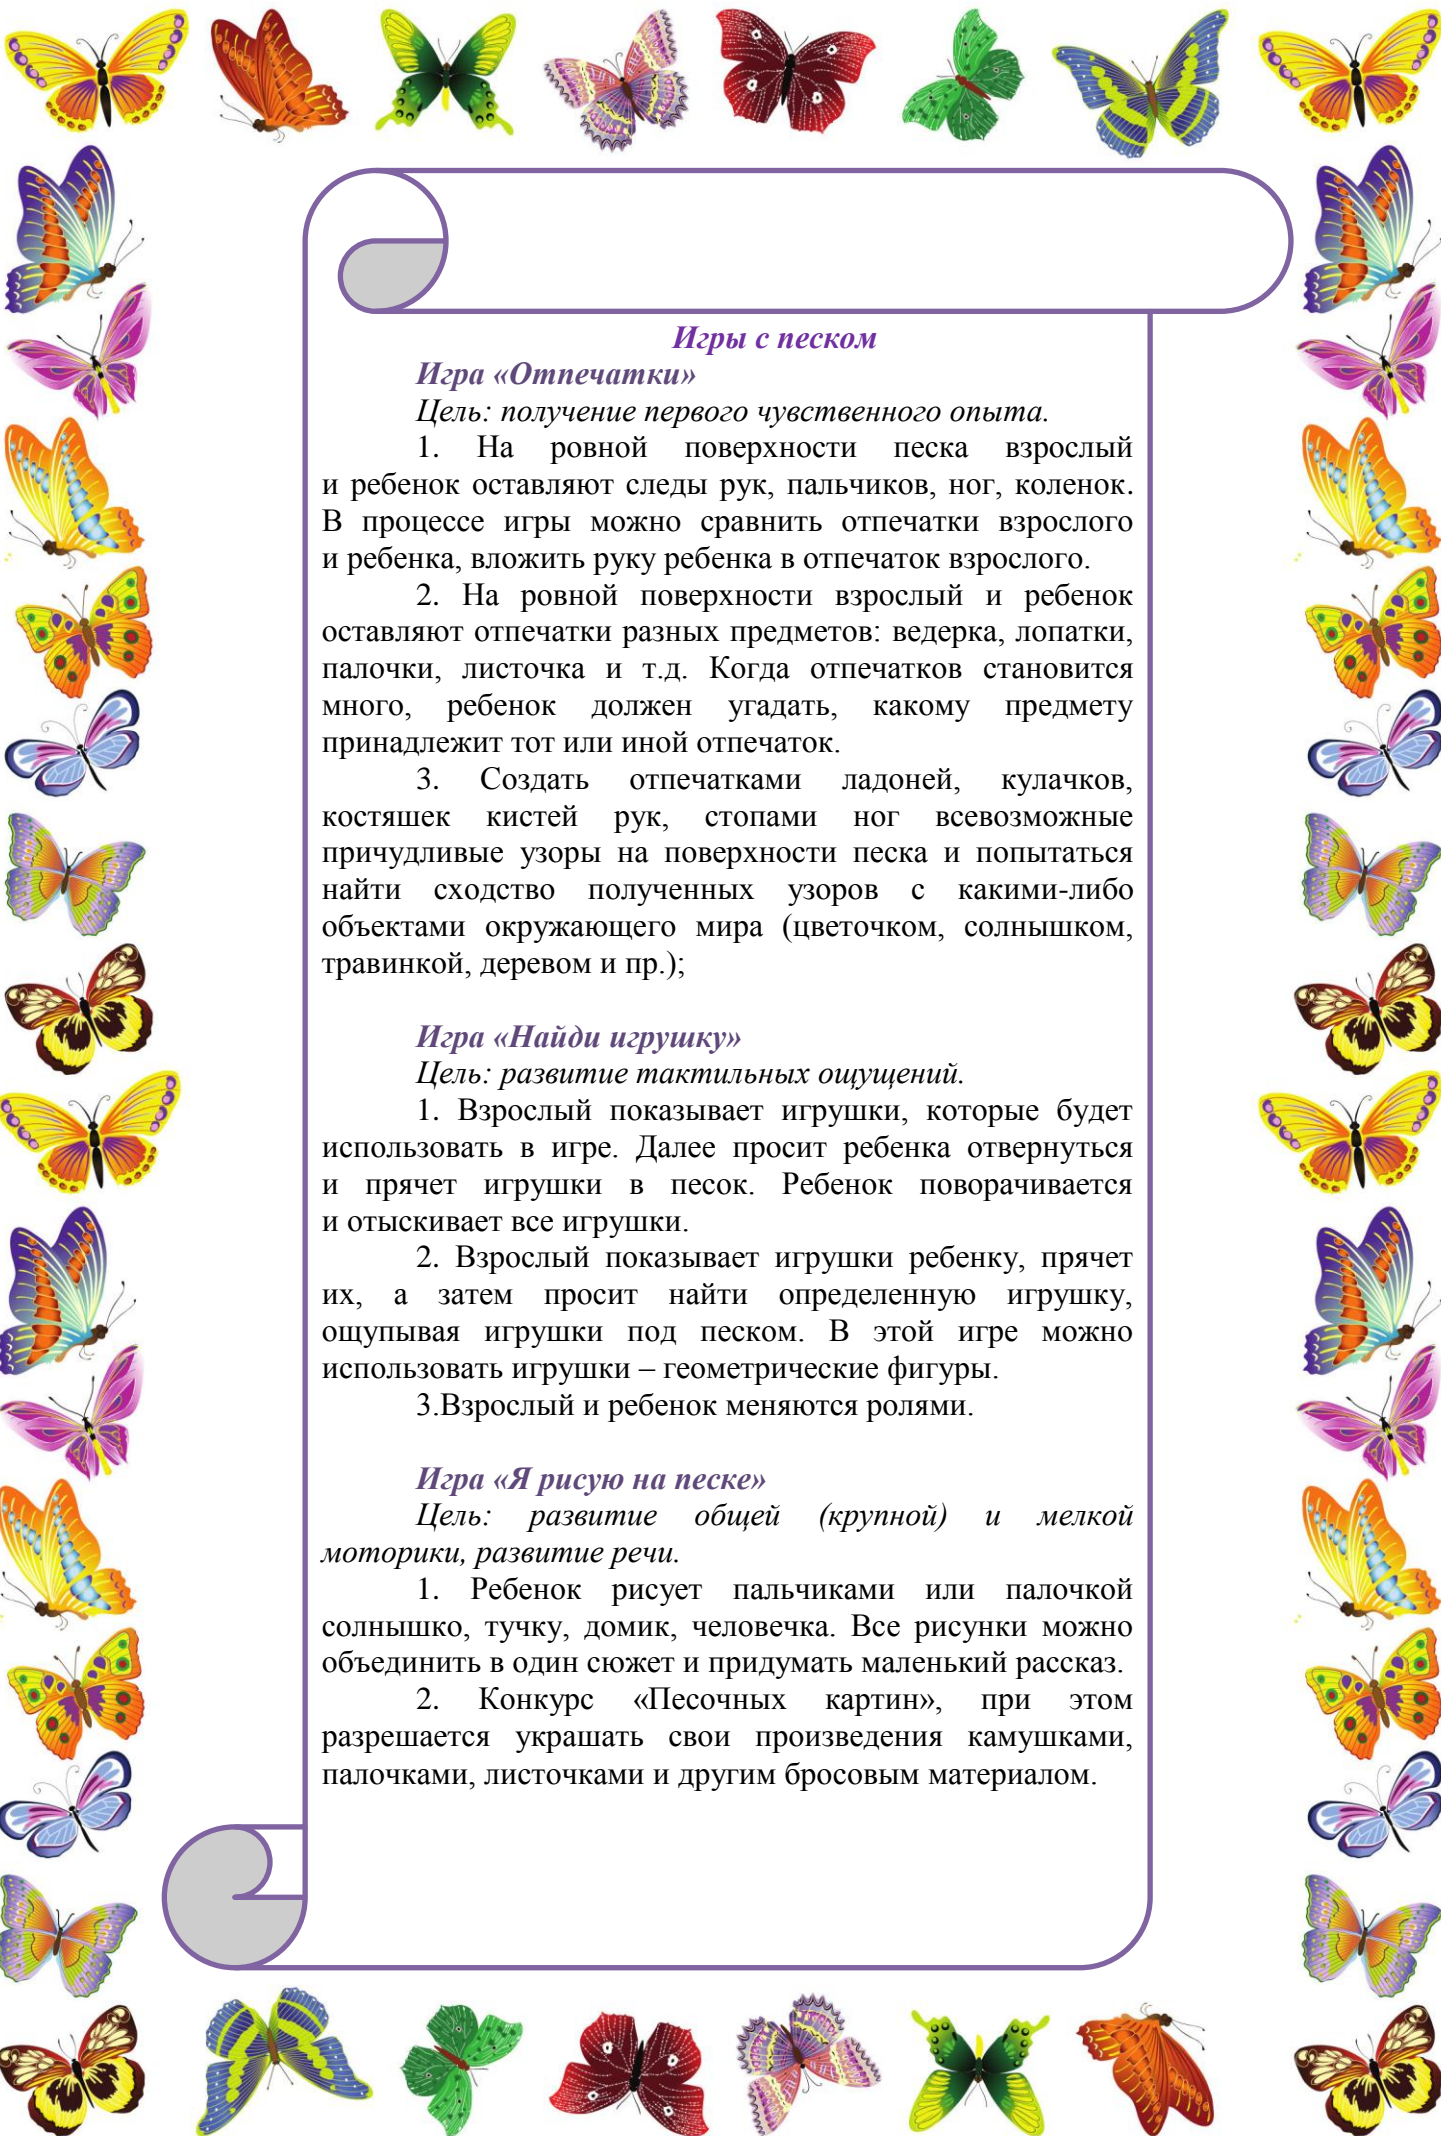 Игры с песком
Игра «Отпечатки»
Цель: получение первого чувственного опыта.
1. На ровной поверхности песка взрослый
и ребенок оставляют следы рук, пальчиков, ног, коленок.
В процессе игры можно сравнить отпечатки взрослого
и ребенка, вложить руку ребенка в отпечаток взрослого.
2. На ровной поверхности взрослый и ребенок
оставляют отпечатки разных предметов: ведерка, лопатки,
палочки, листочка и т.д. Когда отпечатков становится
много, ребенок должен угадать, какому предмету
принадлежит тот или иной отпечаток.
3. Создать отпечатками ладоней, кулачков,
костяшек кистей рук, стопами ног всевозможные
причудливые узоры на поверхности песка и попытаться
найти сходство полученных узоров с какими-либо
объектами окружающего мира (цветочком, солнышком,
травинкой, деревом и пр.);
Игра «Найди игрушку»
Цель: развитие тактильных ощущений.
1. Взрослый показывает игрушки, которые будет
использовать в игре. Далее просит ребенка отвернуться
и прячет игрушки в песок. Ребенок поворачивается
и отыскивает все игрушки.
2. Взрослый показывает игрушки ребенку, прячет
их, а затем просит найти определенную игрушку,
ощупывая игрушки под песком. В этой игре можно
использовать игрушки – геометрические фигуры.
3.Взрослый и ребенок меняются ролями.
Игра «Я рисую на песке»
Цель: развитие общей (крупной) и мелкой
моторики, развитие речи.
1. Ребенок рисует пальчиками или палочкой
солнышко, тучку, домик, человечка. Все рисунки можно
объединить в один сюжет и придумать маленький рассказ.
2. Конкурс «Песочных картин», при этом
разрешается украшать свои произведения камушками,
палочками, листочками и другим бросовым материалом.